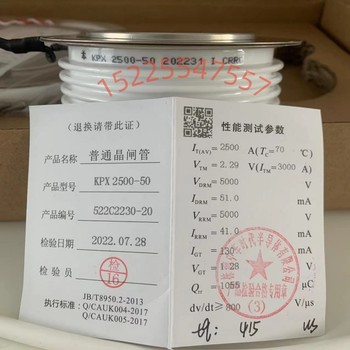 KPX 2500-50 202231 1 CRRC
15225547557
(退换请带此证)
产品名称 普通晶闸管
产品型号 KPX 2500-50
产品编号 522C2230-20
检验日期 2022.07.28
检验员
检
16
执行标准: JB/T8950.2-2013
Q/CAUK004-2017
Q/CAUK005-2017
性能测试参数
IT(AV) = 2500 A(TC=70 ℃)
VTM = 2.29 V(ITM=3000 A)
VDRM = 5000 V
IDRM = 51.0 mA
VRRM = 5000 V
IRRM = 41.0 mA
IGT = 130 mA
VGT = 1.28 V
Qrr = 1055 μC
dv/dt ≥ 800 V/μs
(3)
tq: 415 us